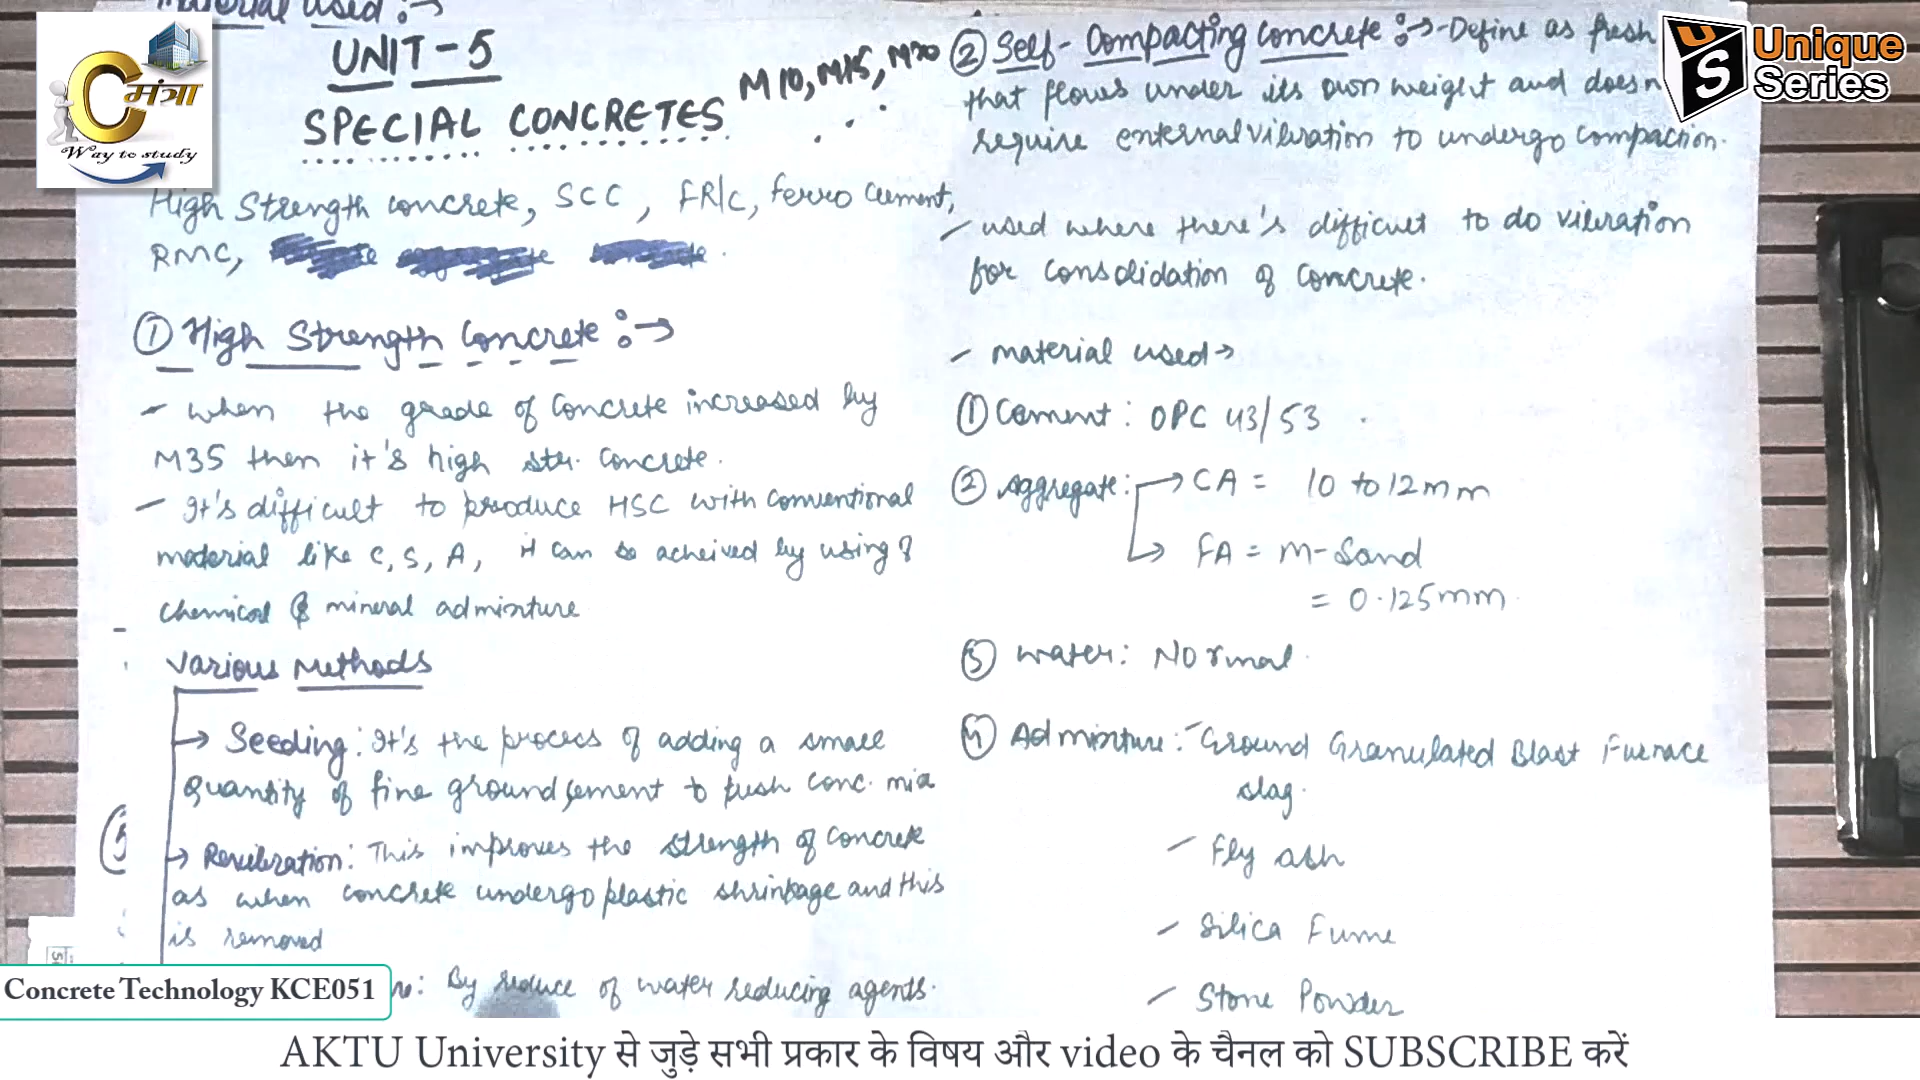 Material used :→
UNIT-5
SPECIAL CONCRETES M10, M15, M20 ...
High Strength concrete, SCC, FR/C, ferro cement,
RMC,
① High Strength Concrete :→
- when the grade of concrete increased by
M35 then it's high str. concrete.
- It's difficult to produce HSC with conventional
material like C, S, A, it can be acheived by using
chemical & mineral admixture
Various Methods
→ Seeding: It's the process of adding a small
quantity of fine ground cement to fresh conc. mix
→ Revibration: This improves the strength of concrete
as when concrete undergo plastic shrinkage and this
is removed
By reduce of water reducing agents.
② Self-Compacting Concrete :→ Define as fresh
that flows under its own weight and doesn
require external vibration to undergo compaction.
- used where there's difficult to do vibration
for consolidation of concrete.
- material used →
① Cement: OPC 43/53
② Aggregate: → CA = 10 to 12mm
→ FA = M-Sand
= 0.125mm
③ water: Normal
④ Admixture: - Ground Granulated Blast Furnace
slag.
- Fly ash
- Silica Fume
- Stone Powder
C मंत्रा
Way to study
US
Unique
Series
Concrete Technology KCE051
AKTU University से जुड़े सभी प्रकार के विषय और video के चैनल को SUBSCRIBE करें